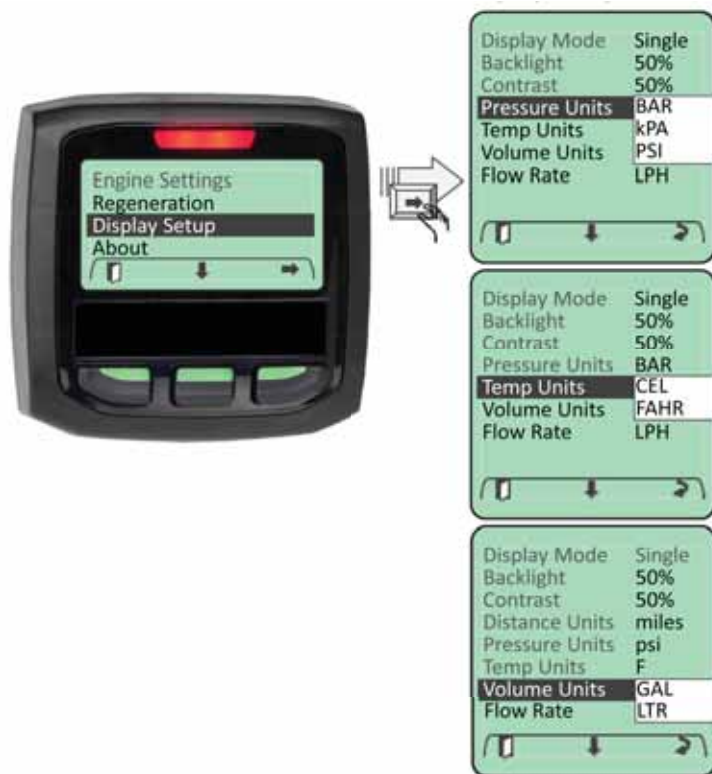 Engine Settings
Regeneration
Display Setup
About
Display Mode Single
Backlight 50%
Contrast 50%
Pressure Units BAR
Temp Units kPA
Volume Units PSI
Flow Rate LPH
Display Mode Single
Backlight 50%
Contrast 50%
Pressure Units BAR
Temp Units CEL
Volume Units FAHR
Flow Rate LPH
Display Mode Single
Backlight 50%
Contrast 50%
Distance Units miles
Pressure Units psi
Temp Units F
Volume Units GAL
Flow Rate LTR